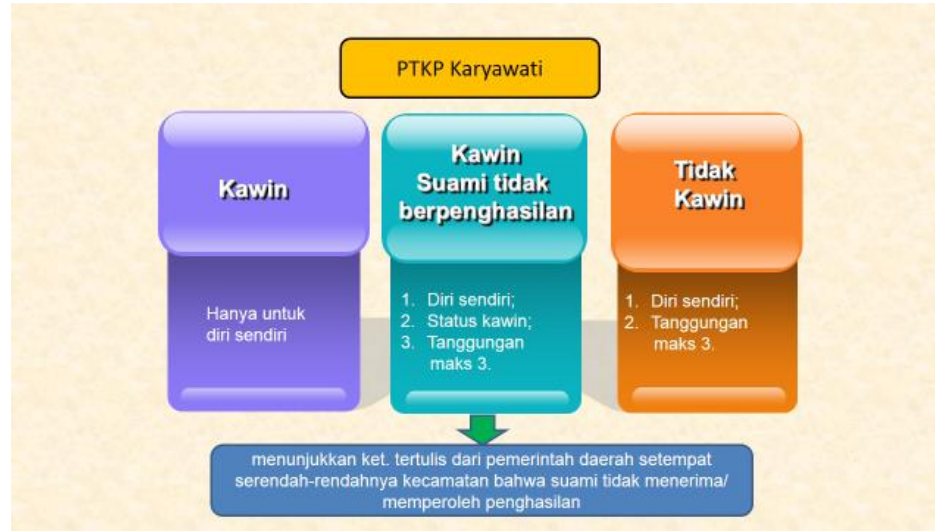 PTKP Karyawati
Kawin
Hanya untuk
diri sendiri
Kawin
Suami tidak
berpenghasilan
1. Diri sendiri;
2. Status kawin;
3. Tanggungan
maks 3.
Tidak
Kawin
1. Diri sendiri;
2. Tanggungan
maks 3.
menunjukkan ket. tertulis dari pemerintah daerah setempat
serendah-rendahnya kecamatan bahwa suami tidak menerima/
memperoleh penghasilan